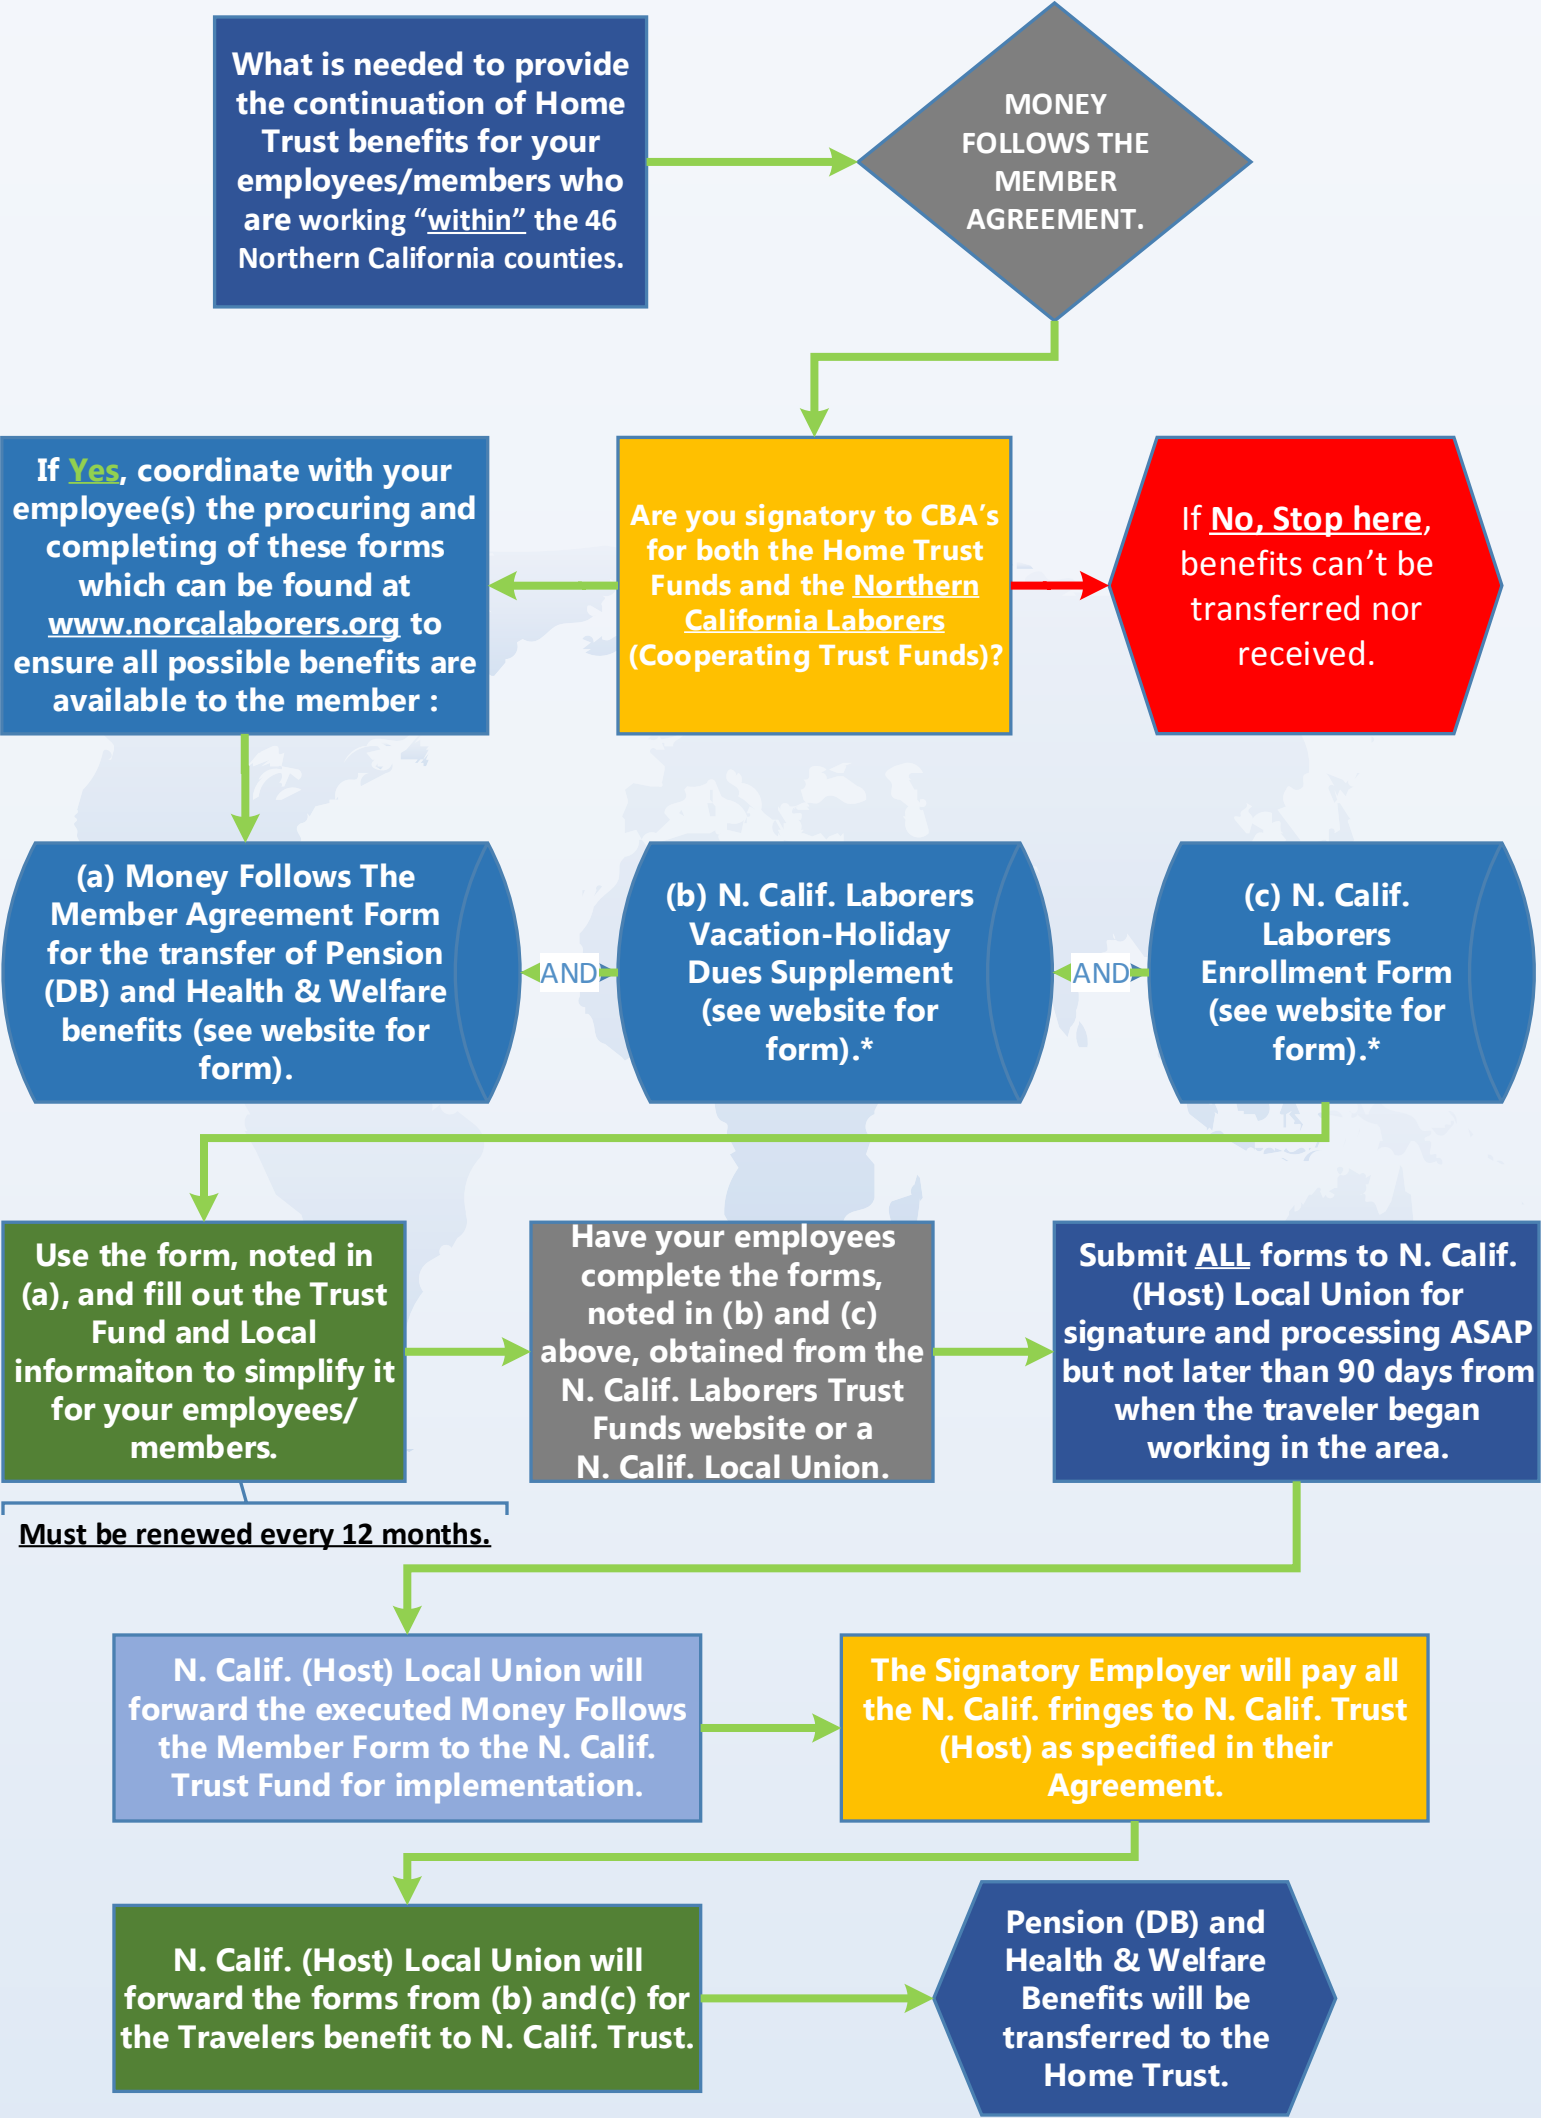 What is needed to provide
the continuation of Home
Trust benefits for your
employees/members who
are working “within” the 46
Northern California counties.
MONEY
FOLLOWS THE
MEMBER
AGREEMENT.
If Yes, coordinate with your
employee(s) the procuring and
completing of these forms
which can be found at
www.norcalaborers.org to
ensure all possible benefits are
available to the member :
Are you signatory to CBA’s
for both the Home Trust
Funds and the Northern
California Laborers
(Cooperating Trust Funds)?
If No, Stop here,
benefits can’t be
transferred nor
received.
(a) Money Follows The
Member Agreement Form
for the transfer of Pension
(DB) and Health & Welfare
benefits (see website for
form).
AND
(b) N. Calif. Laborers
Vacation-Holiday
Dues Supplement
(see website for
form).*
AND
(c) N. Calif.
Laborers
Enrollment Form
(see website for
form).*
Use the form, noted in
(a), and fill out the Trust
Fund and Local
informaiton to simplify it
for your employees/
members.
Have your employees
complete the forms,
noted in (b) and (c)
above, obtained from the
N. Calif. Laborers Trust
Funds website or a
N. Calif. Local Union.
Submit ALL forms to N. Calif.
(Host) Local Union for
signature and processing ASAP
but not later than 90 days from
when the traveler began
working in the area.
Must be renewed every 12 months.
N. Calif. (Host) Local Union will
forward the executed Money Follows
the Member Form to the N. Calif.
Trust Fund for implementation.
The Signatory Employer will pay all
the N. Calif. fringes to N. Calif. Trust
(Host) as specified in their
Agreement.
N. Calif. (Host) Local Union will
forward the forms from (b) and(c) for
the Travelers benefit to N. Calif. Trust.
Pension (DB) and
Health & Welfare
Benefits will be
transferred to the
Home Trust.